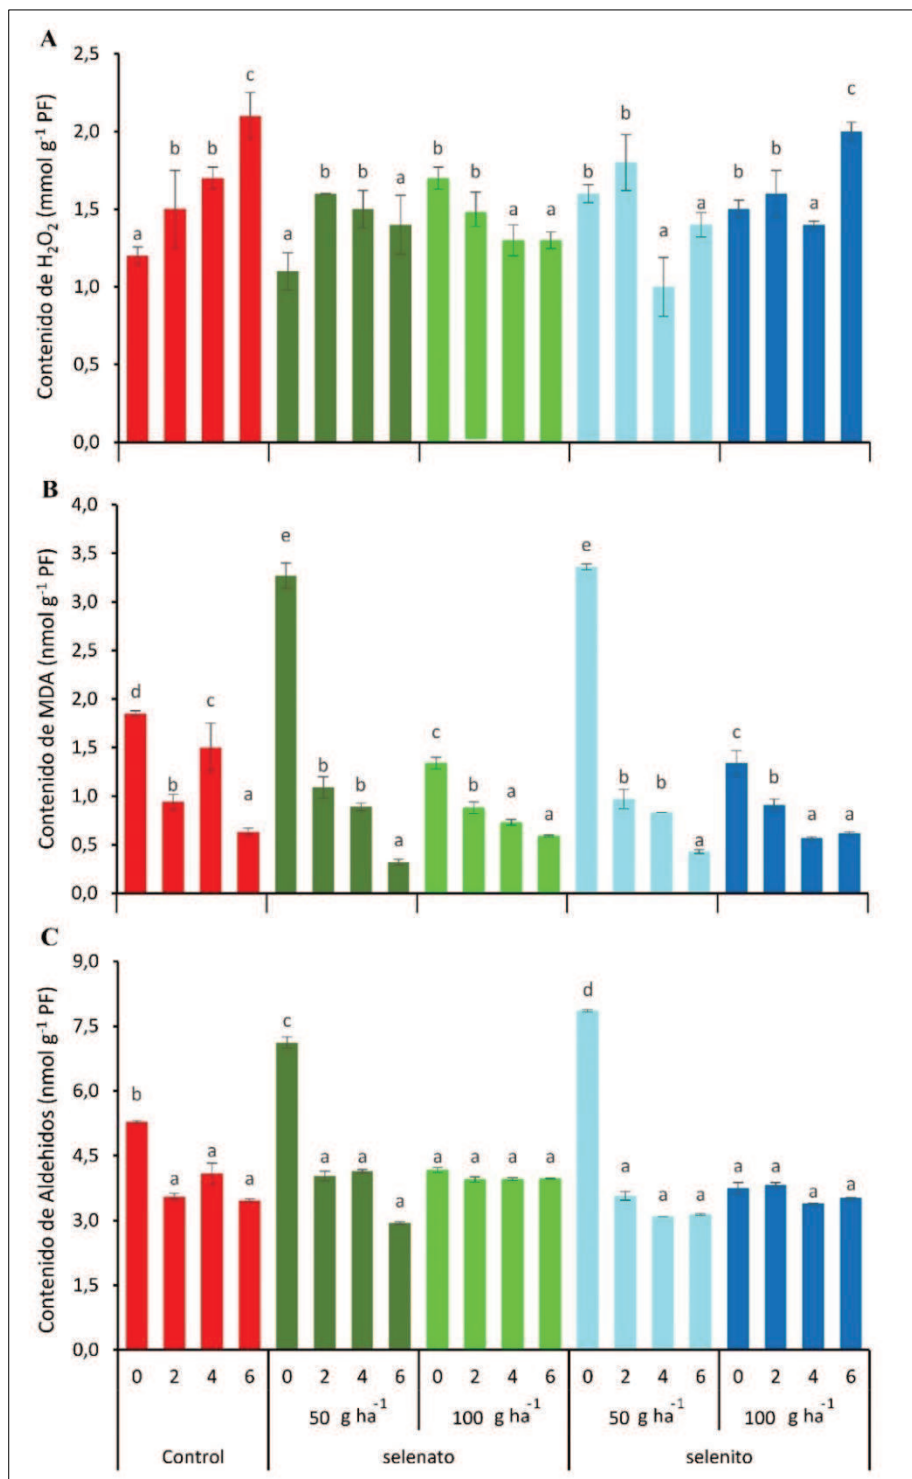 A
Contenido de H₂O₂ (mmol g⁻¹ PF)
2,5
2,0
1,5
1,0
0,5
0,0
a b b c
a b b a
b b a a
b b a a
b b a c
B
Contenido de MDA (nmol g⁻¹ PF)
4,0
3,5
3,0
2,5
2,0
1,5
1,0
0,5
0,0
d b c a
e b b a
c b a a
e b b a
c b a a
C
Contenido de Aldehidos (nmol g⁻¹ PF)
9,0
7,5
6,0
4,5
3,0
1,5
0,0
b a a a
c a a a
a a a a
d a a a
a a a a
0 2 4 6 0 2 4 6 0 2 4 6 0 2 4 6 0 2 4 6
50 g ha⁻¹ 100 g ha⁻¹ 50 g ha⁻¹ 100 g ha⁻¹
Control selenato selenito